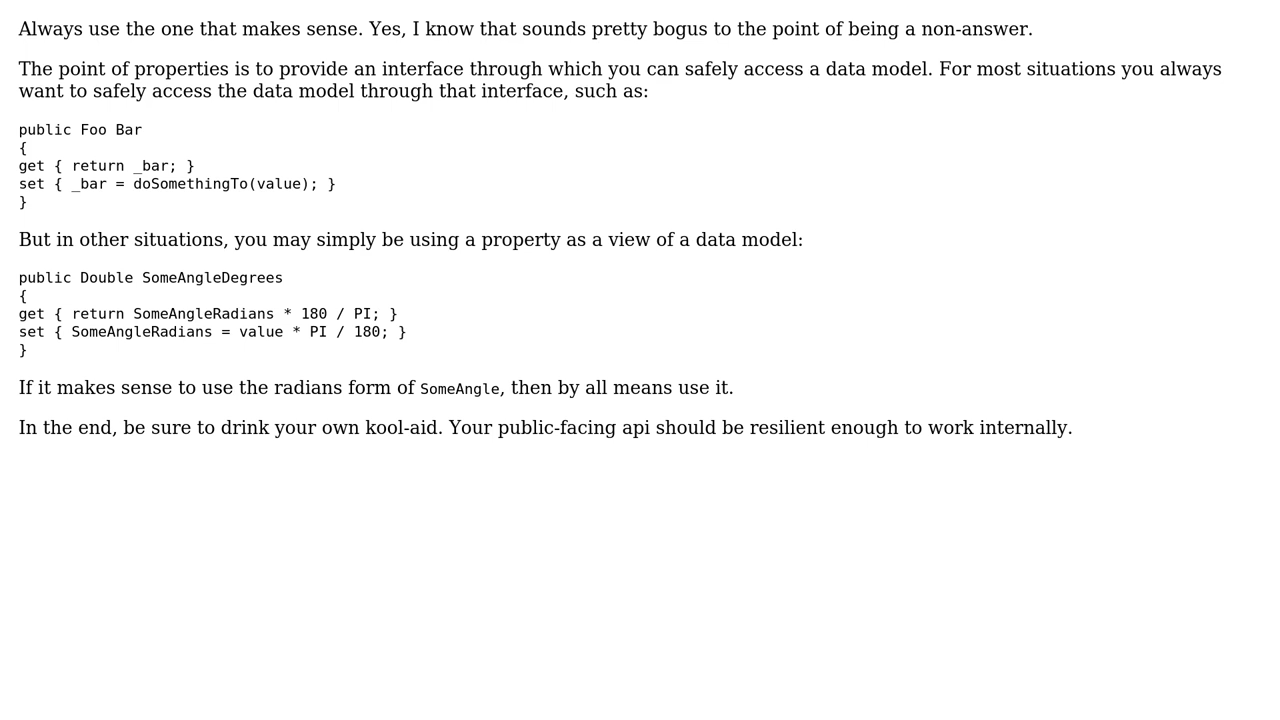 Always use the one that makes sense. Yes, I know that sounds pretty bogus to the point of being a non-answer.
The point of properties is to provide an interface through which you can safely access a data model. For most situations you always
want to safely access the data model through that interface, such as:
public Foo Bar
{
get { return _bar; }
set { _bar = doSomethingTo(value); }
}
But in other situations, you may simply be using a property as a view of a data model:
public Double SomeAngleDegrees
{
get { return SomeAngleRadians * 180 / PI; }
set { SomeAngleRadians = value * PI / 180; }
}
If it makes sense to use the radians form of SomeAngle, then by all means use it.
In the end, be sure to drink your own kool-aid. Your public-facing api should be resilient enough to work internally.